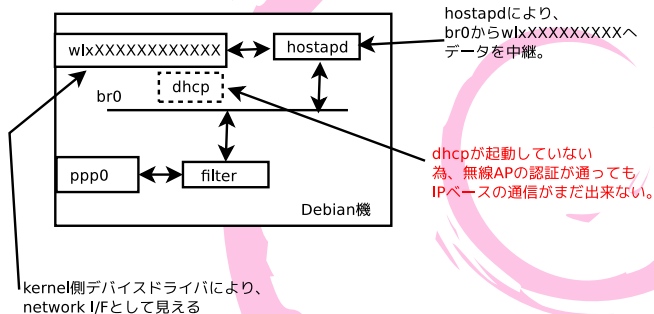 hostapdにより、
br0からwlxXXXXXXXXXへ
データを中継。
wlxXXXXXXXXXXXX
hostapd
dhcp
br0
dhcpが起動していない
為、無線APの認証が通っても
IPベースの通信がまだ出来ない。
ppp0
filter
Debian機
kernel側デバイスドライバにより、
network I/Fとして見える